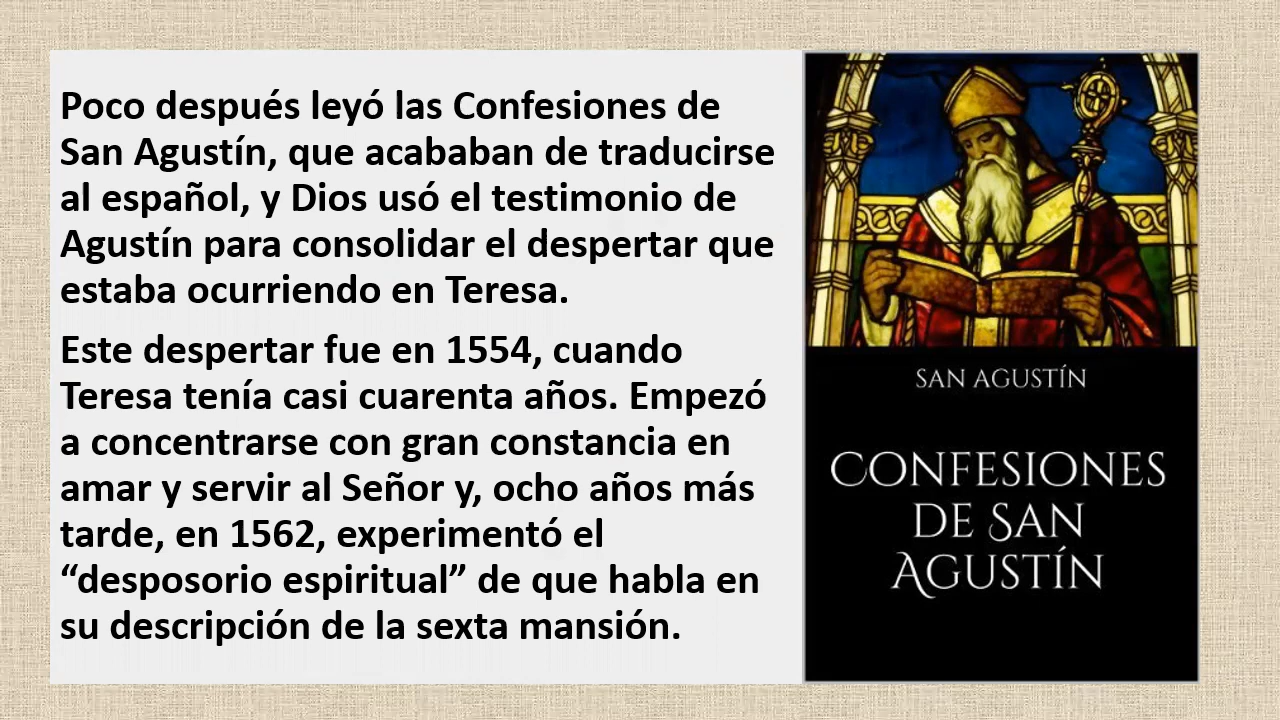 Poco después leyó las Confesiones de
San Agustín, que acababan de traducirse
al español, y Dios usó el testimonio de
Agustín para consolidar el despertar que
estaba ocurriendo en Teresa.
Este despertar fue en 1554, cuando
Teresa tenía casi cuarenta años. Empezó
a concentrarse con gran constancia en
amar y servir al Señor y, ocho años más
tarde, en 1562, experimentó el
“desposorio espiritual” de que habla en
su descripción de la sexta mansión.
SAN AGUSTÍN
CONFESIONES
DE SAN
AGUSTÍN